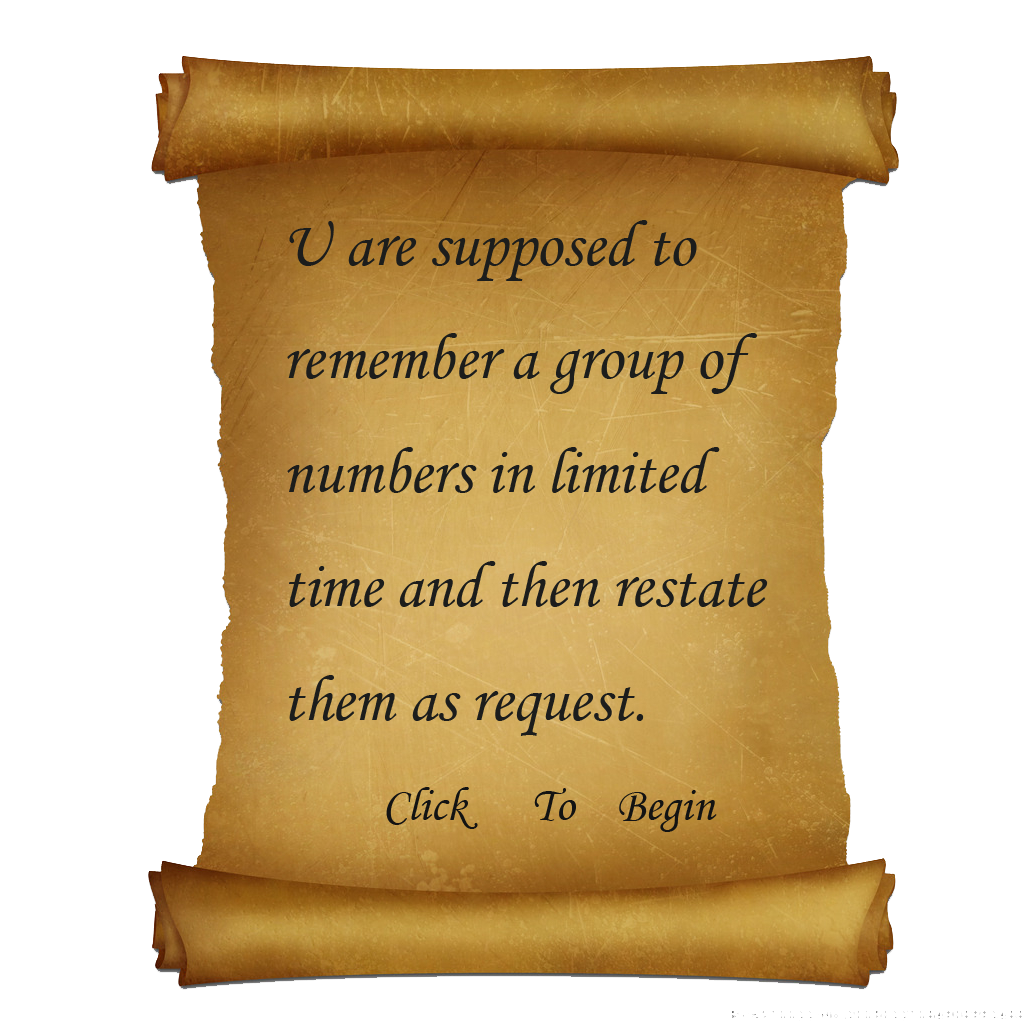 U are supposed to
remember a group of
numbers in limited
time and then restate
them as request.
Click To Begin